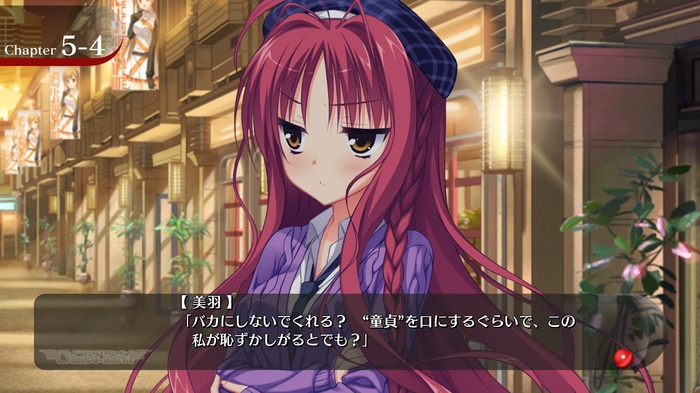 Chapter 5-4
【 美羽 】
「バカにしないでくれる？　“童貞”を口にするぐらいで、この
私が恥ずかしがるとでも？」